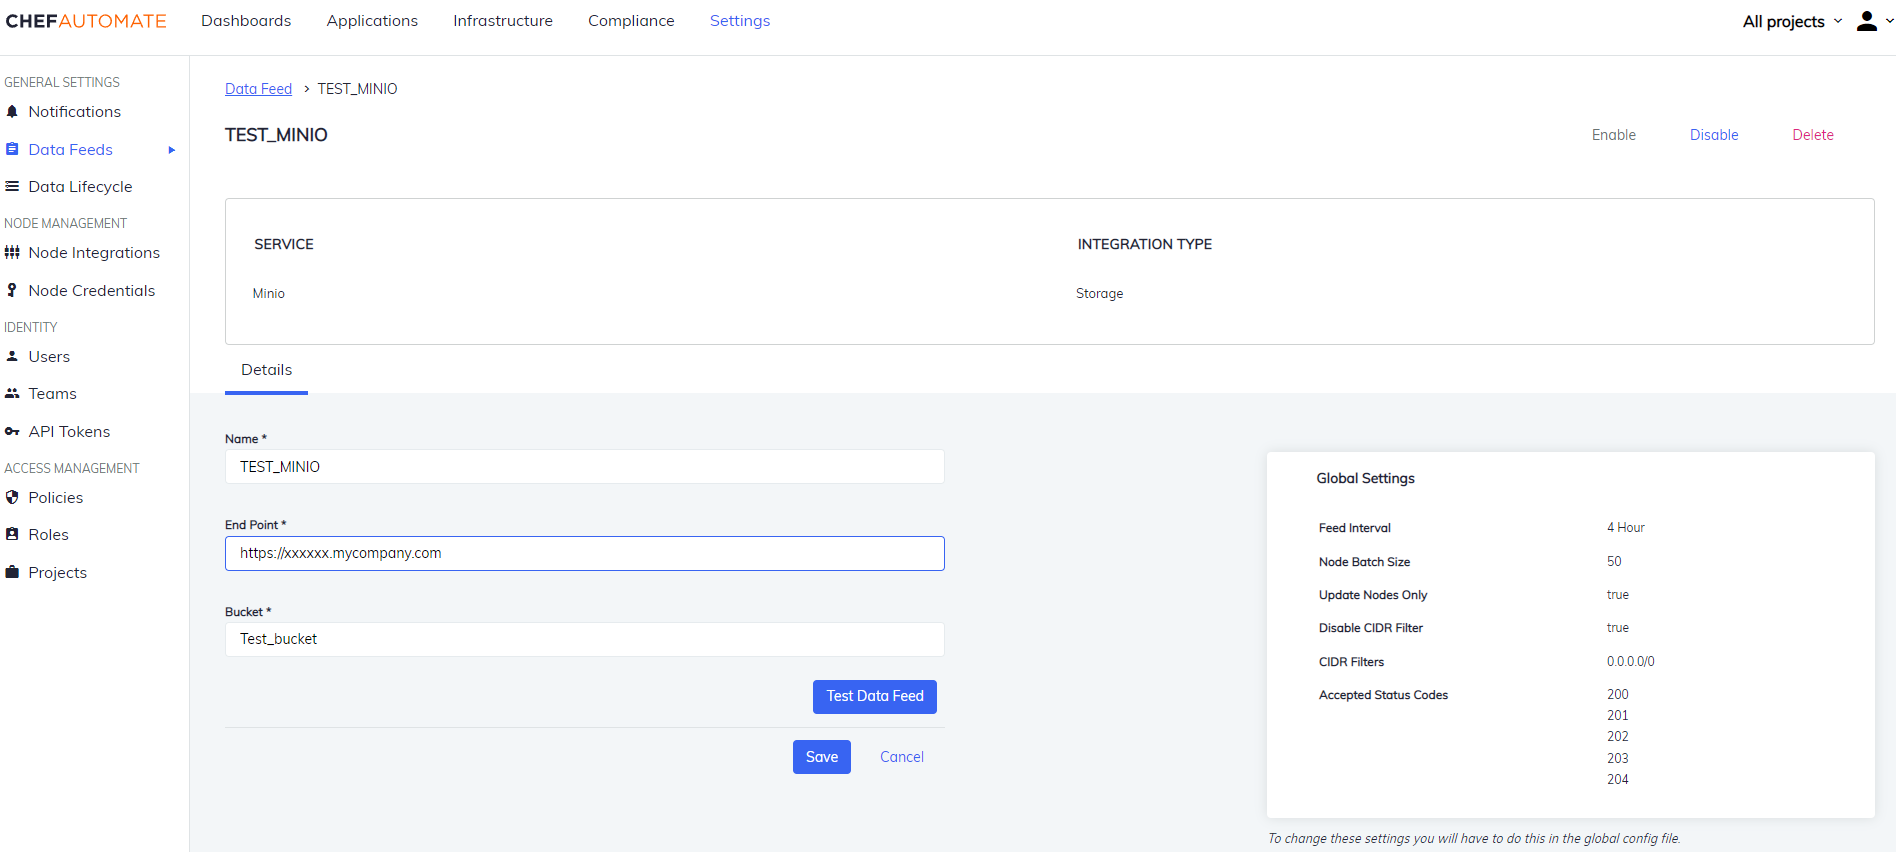 CHEFAUTOMATE Dashboards Applications Infrastructure Compliance Settings All projects
GENERAL SETTINGS
Notifications
Data Feeds
Data Lifecycle
NODE MANAGEMENT
Node Integrations
Node Credentials
IDENTITY
Users
Teams
API Tokens
ACCESS MANAGEMENT
Policies
Roles
Projects
Data Feed > TEST_MINIO
TEST_MINIO Enable Disable Delete
SERVICE INTEGRATION TYPE
Minio Storage
Details
Name *
TEST_MINIO
End Point *
https://xxxxxx.mycompany.com
Bucket *
Test_bucket
Test Data Feed
Save Cancel
Global Settings
Feed Interval 4 Hour
Node Batch Size 50
Update Nodes Only true
Disable CIDR Filter true
CIDR Filters 0.0.0.0/0
Accepted Status Codes 200
201
202
203
204
To change these settings you will have to do this in the global config file.